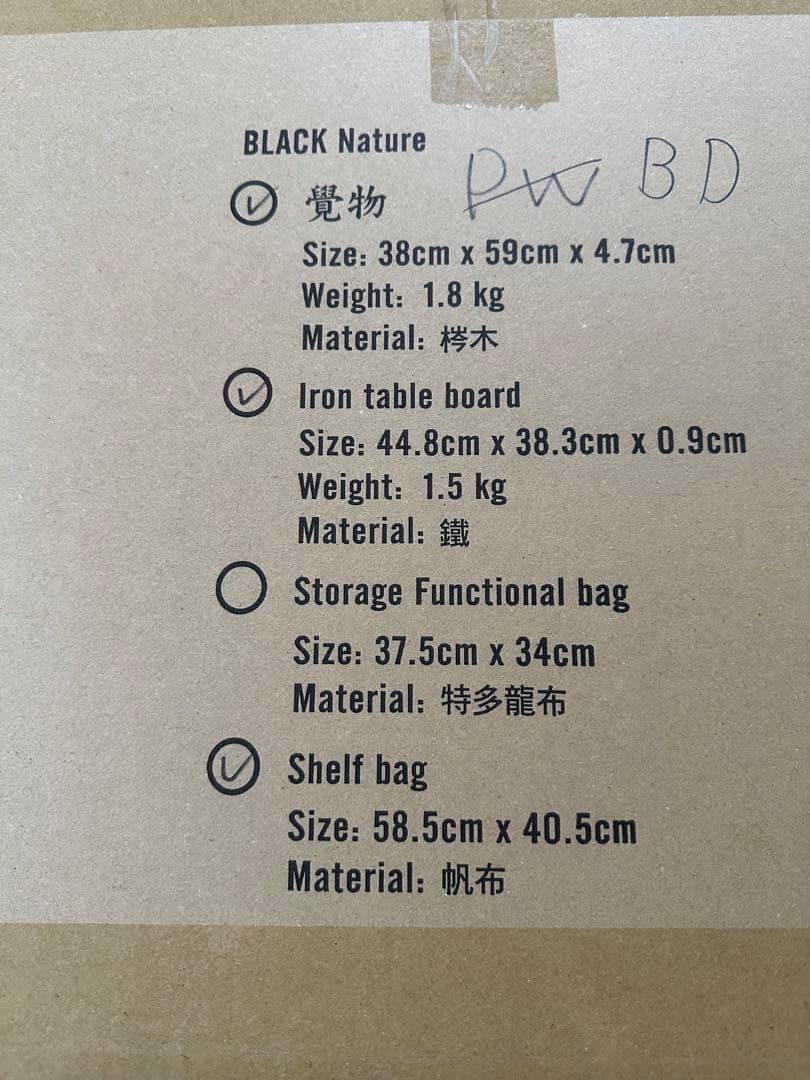 BLACK Nature
覺物 PW BD
Size: 38cm x 59cm x 4.7cm
Weight: 1.8 kg
Material: 梣木
Iron table board
Size: 44.8cm x 38.3cm x 0.9cm
Weight: 1.5 kg
Material: 鐵
Storage Functional bag
Size: 37.5cm x 34cm
Material: 特多龍布
Shelf bag
Size: 58.5cm x 40.5cm
Material: 帆布